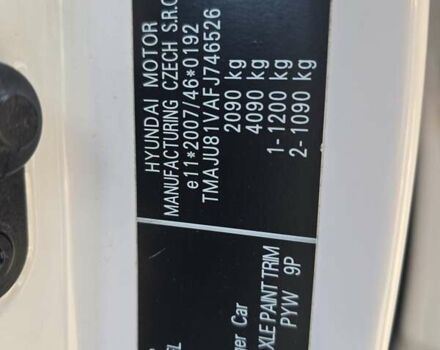 HYUNDAI MOTOR
MANUFACTURING CZECH S.R.O
e11*2007/46*0192
TMAJU81VAFJ746526
2090 kg
4090 kg
1-1200 kg
2-1090 kg
Car
XLE PAINT TRIM
PYW 9P